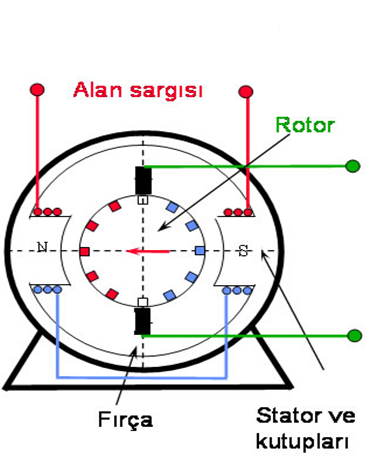 Alan sargısı
Rotor
N
S
Fırça
Stator ve
kutupları